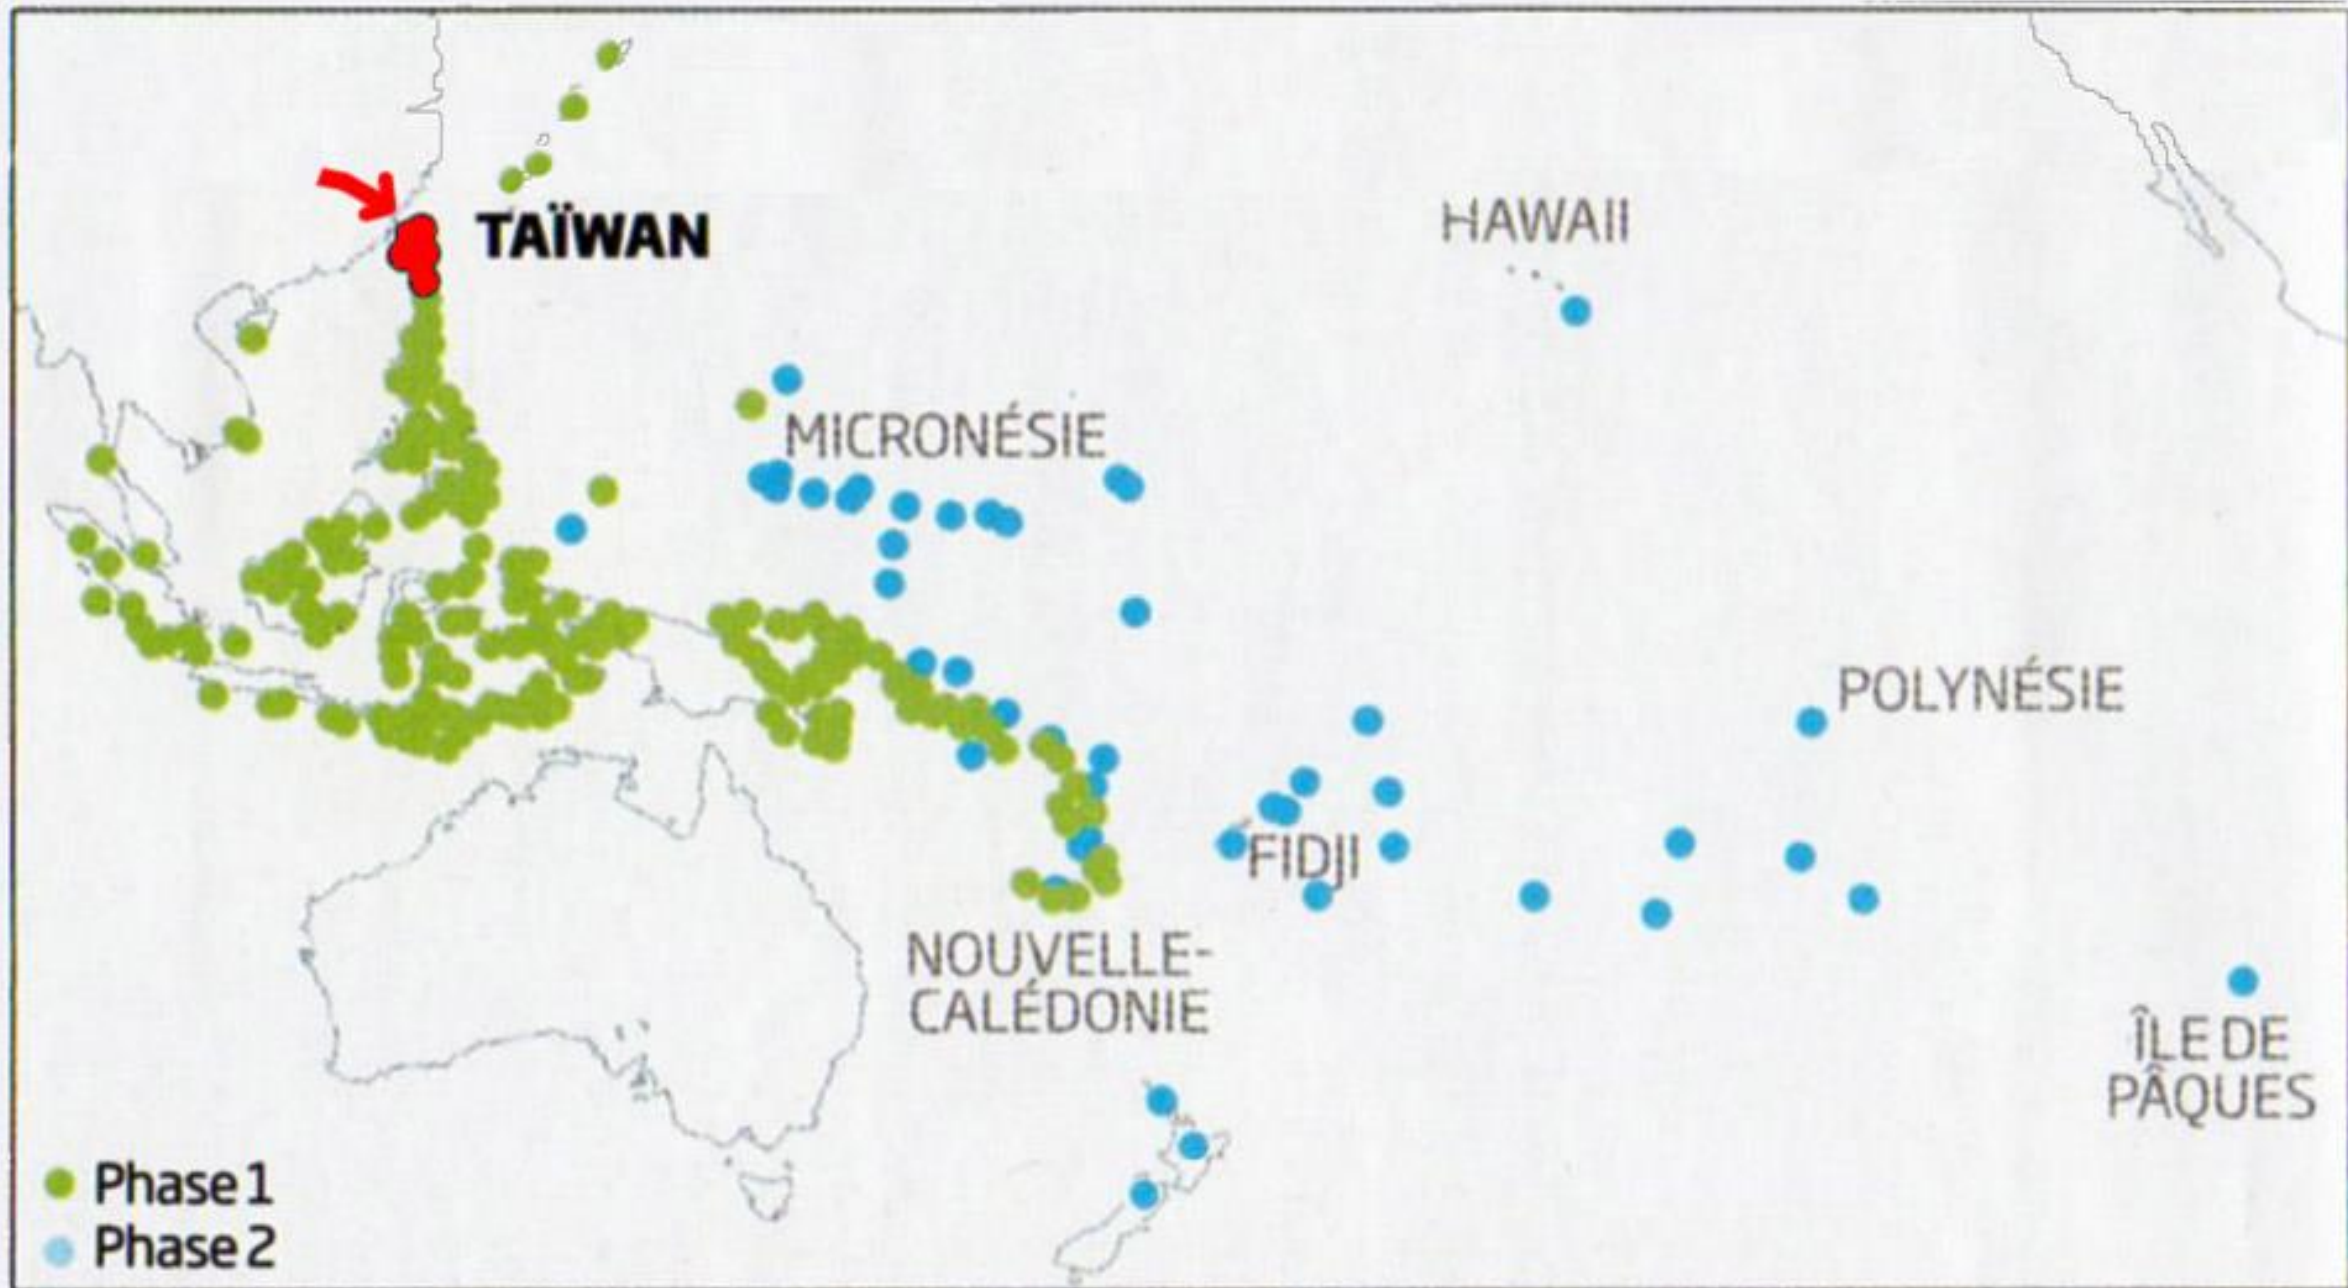 TAÏWAN
HAWAII
MICRONÉSIE
POLYNÉSIE
FIDJI
NOUVELLE-
CALÉDONIE
ÎLE DE
PÂQUES
Phase 1
Phase 2